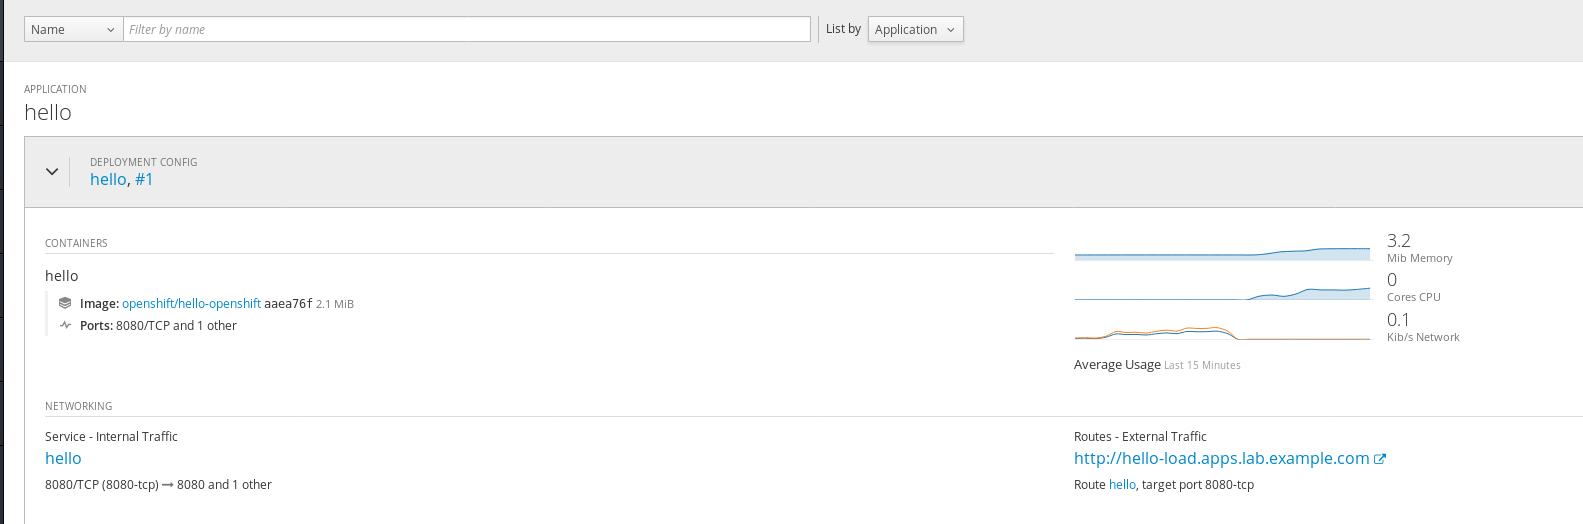 Name
Filter by name
List by
Application
APPLICATION
hello
DEPLOYMENT CONFIG
hello, #1
CONTAINERS
hello
Image: openshift/hello-openshift aaea76f 2.1 MiB
Ports: 8080/TCP and 1 other
3.2
Mib Memory
0
Cores CPU
0.1
Kib/s Network
Average Usage Last 15 Minutes
NETWORKING
Service - Internal Traffic
hello
8080/TCP (8080-tcp) → 8080 and 1 other
Routes - External Traffic
http://hello-load.apps.lab.example.com
Route hello, target port 8080-tcp